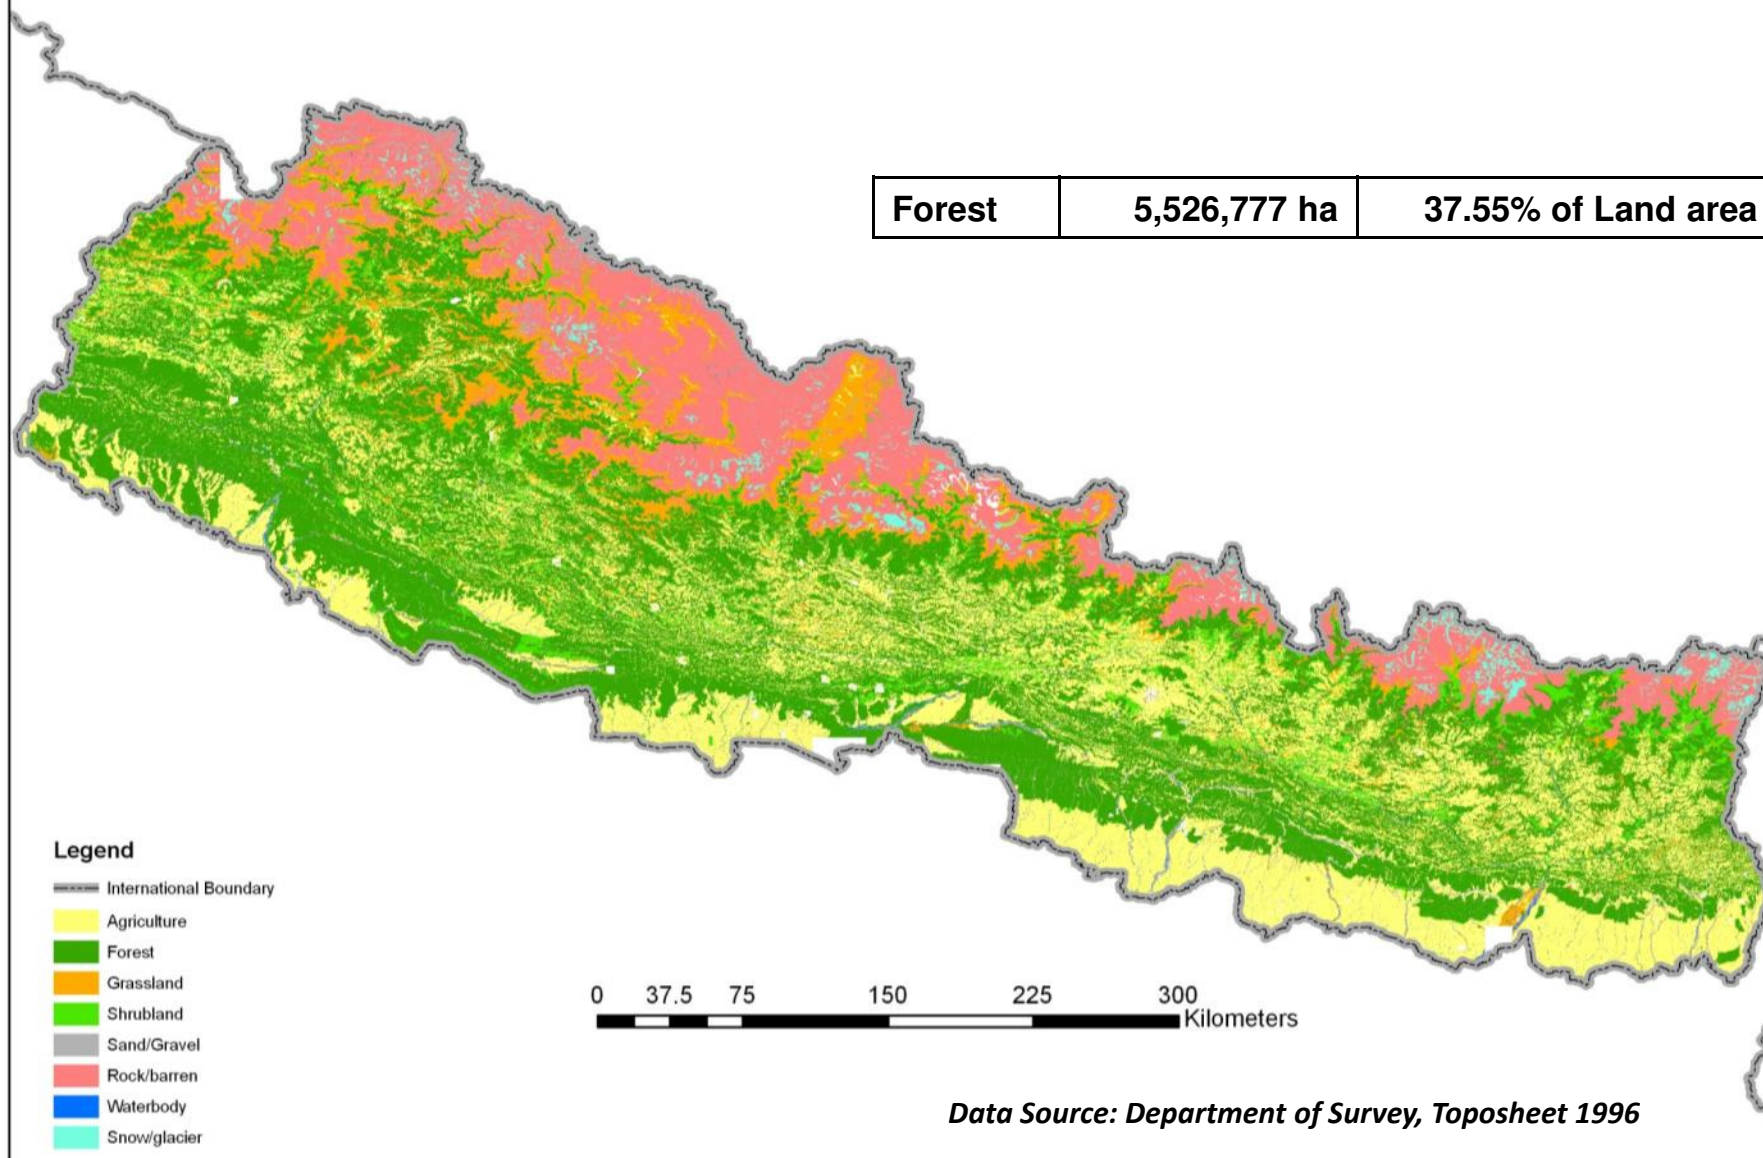 Forest 5,526,777 ha 37.55% of Land area
Legend
International Boundary
Agriculture
Forest
Grassland
Shrubland
Sand/Gravel
Rock/barren
Waterbody
Snow/glacier
0 37.5 75 150 225 300
Kilometers
Data Source: Department of Survey, Toposheet 1996